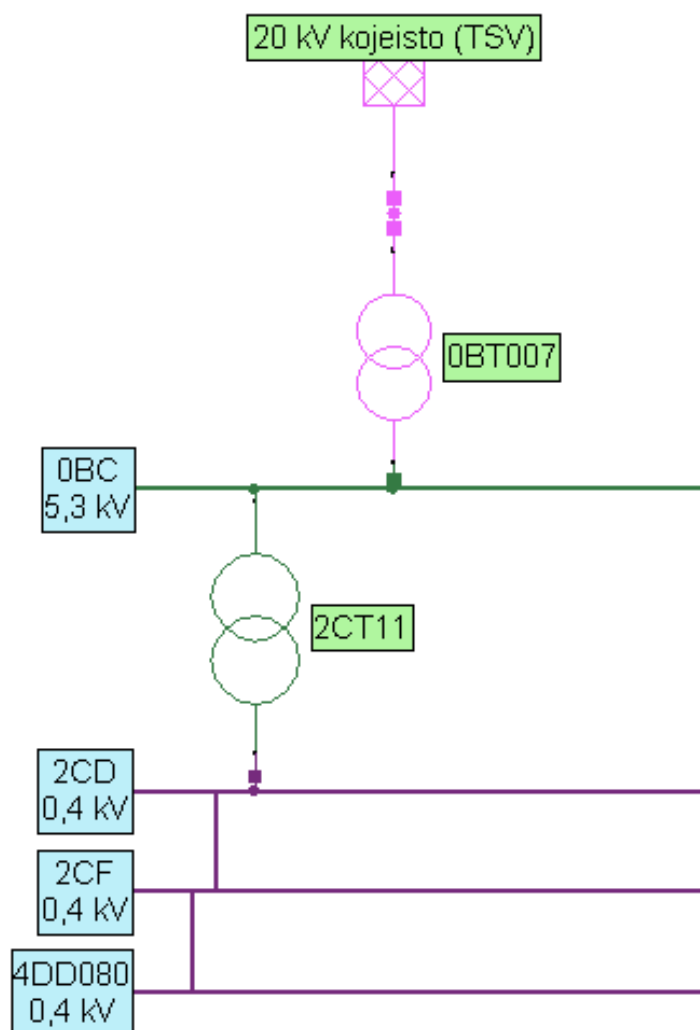 20 kV kojeisto (TSV)
0BT007
0BC
5,3 kV
2CT11
2CD
0,4 kV
2CF
0,4 kV
4DD080
0,4 kV